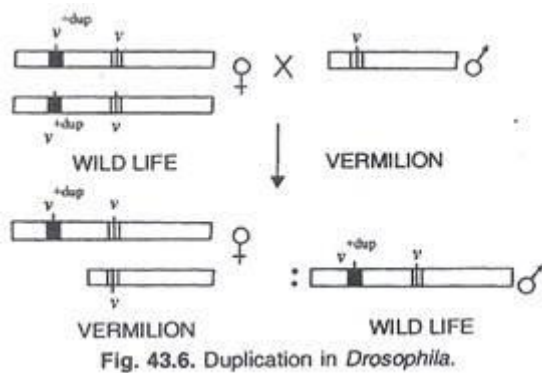 v+dup v v
♀ X ♂
v+dup v
WILD LIFE VERMILION
v+dup v
♀ v+dup v
v : ♂
VERMILION WILD LIFE
Fig. 43.6. Duplication in Drosophila.